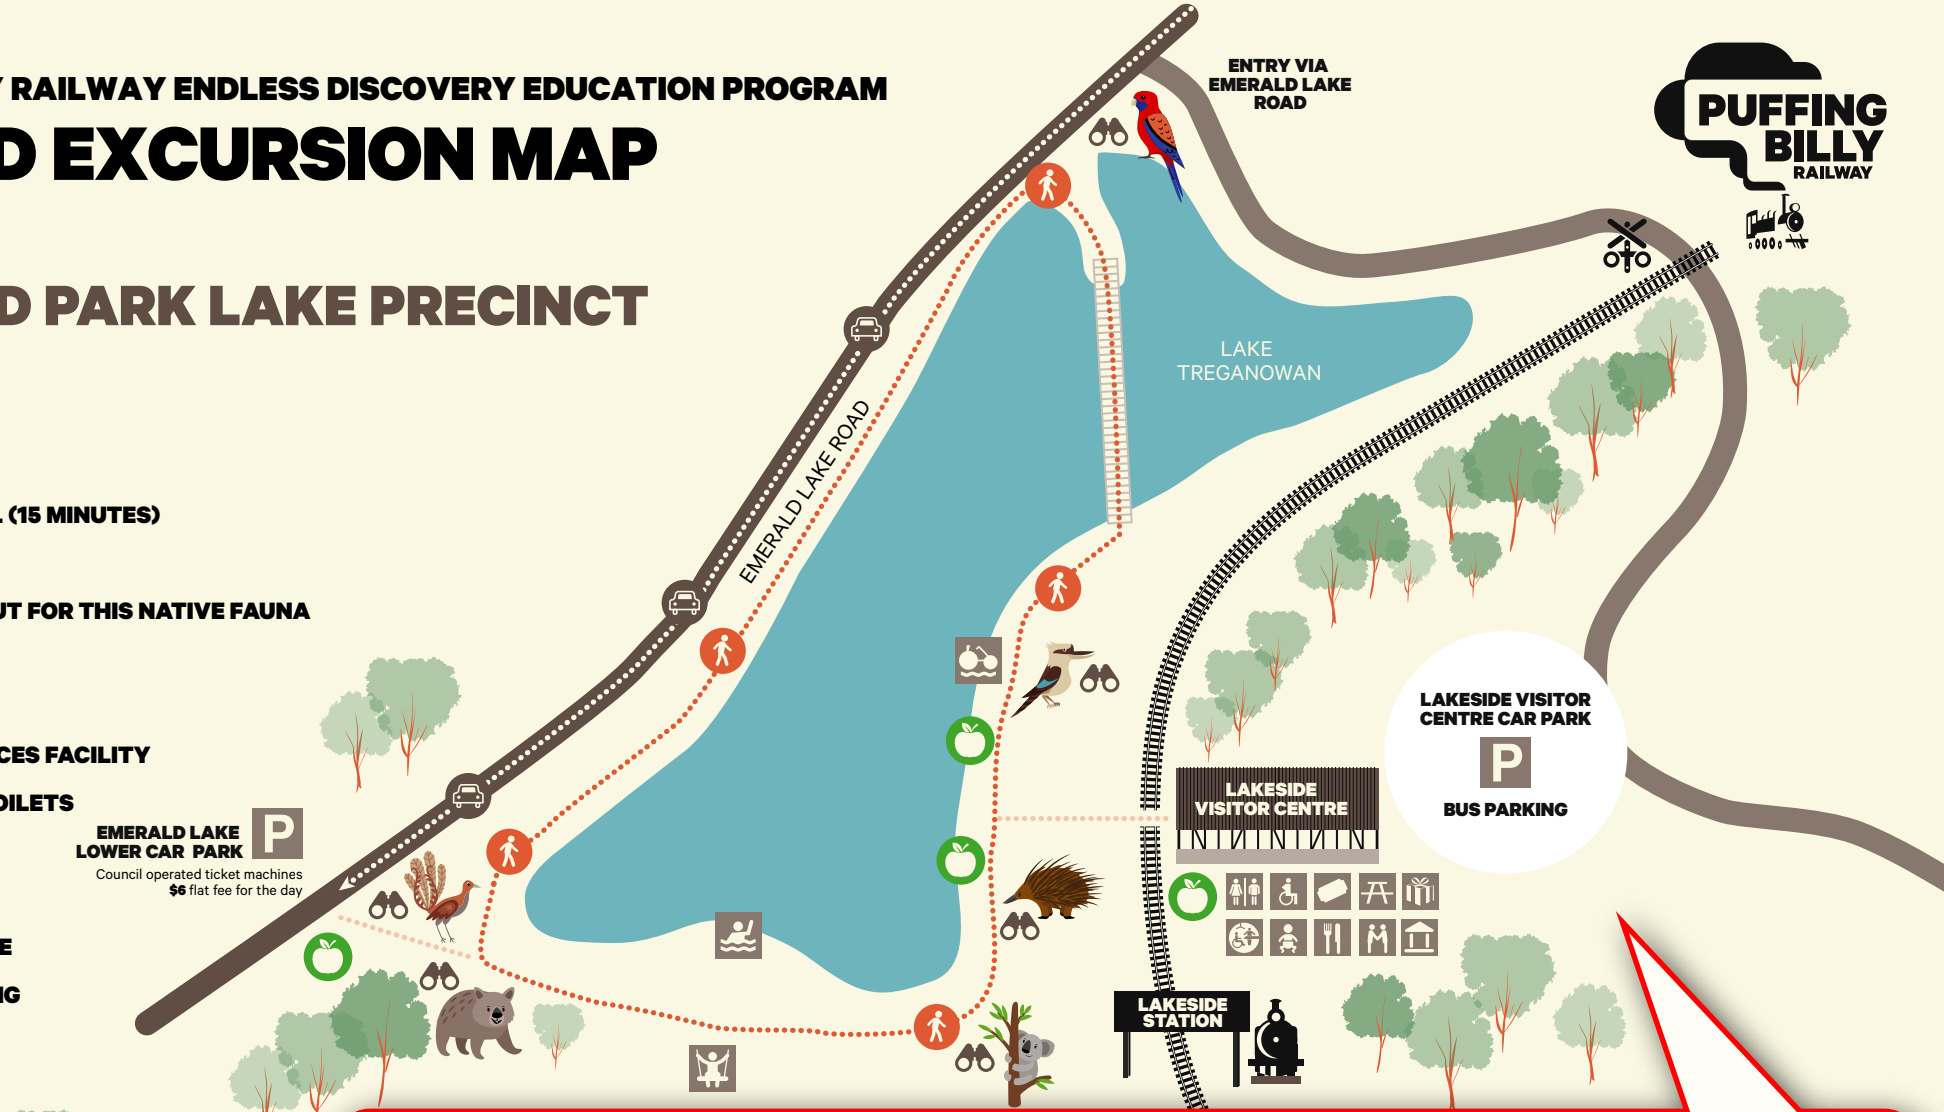 RAILWAY ENDLESS DISCOVERY EDUCATION PROGRAM
EXCURSION MAP
PARK LAKE PRECINCT
(15 MINUTES)
FOR THIS NATIVE FAUNA
FACILITY
ENTRY VIA
EMERALD LAKE
ROAD
PUFFING
BILLY
RAILWAY
LAKE
TREGANOWAN
EMERALD LAKE ROAD
LAKESIDE VISITOR
CENTRE CAR PARK
P
BUS PARKING
LAKESIDE
VISITOR CENTRE
EMERALD LAKE
LOWER CAR PARK
P
Council operated ticket machines
$6 flat fee for the day
LAKESIDE
STATION